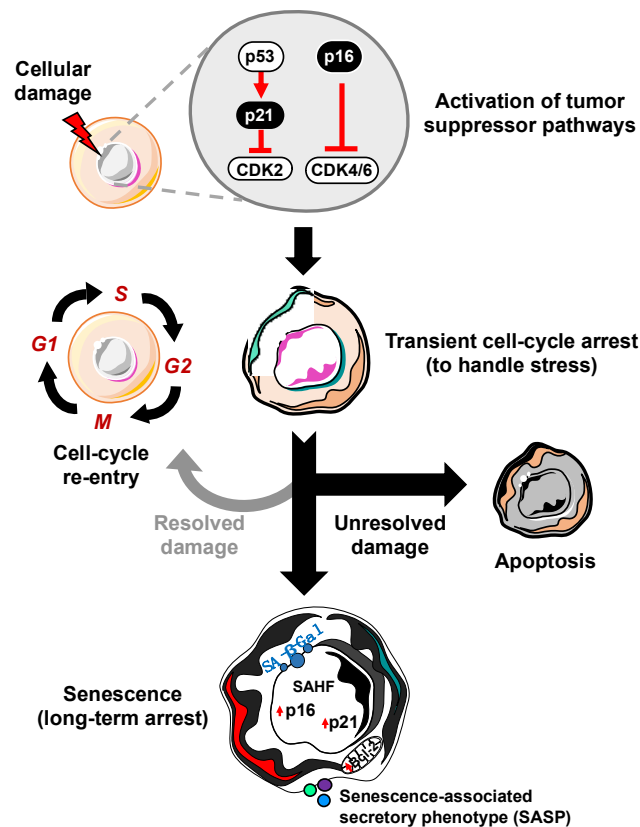 Cellular
damage
p53
p16
p21
CDK2
CDK4/6
Activation of tumor
suppressor pathways
S
G1
G2
M
Cell-cycle
re-entry
Transient cell-cycle arrest
(to handle stress)
Resolved
damage
Unresolved
damage
Apoptosis
Senescence
(long-term arrest)
SA-β-Gal
SAHF
p16
p21
Bcl-2
Senescence-associated
secretory phenotype (SASP)